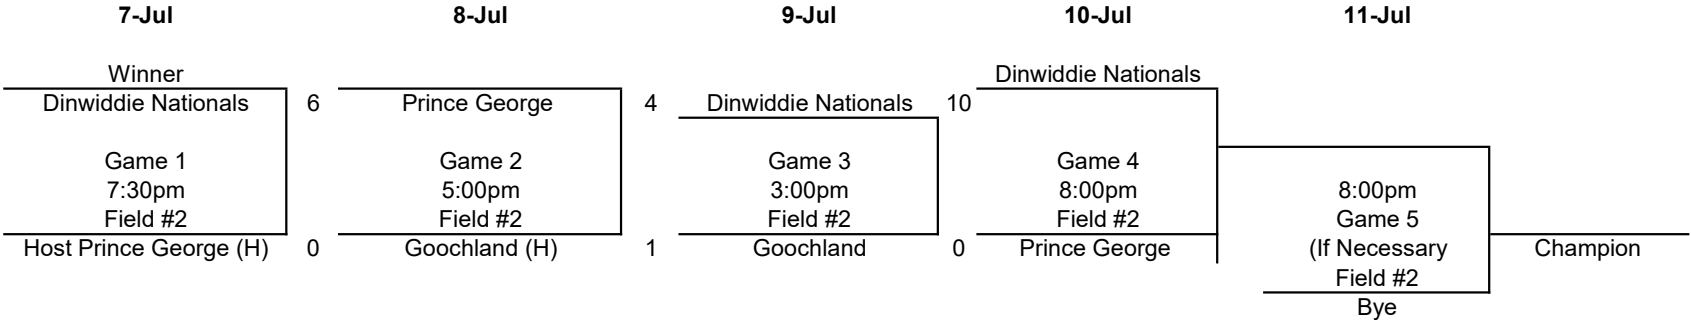 7-Jul 8-Jul 9-Jul 10-Jul 11-Jul
Winner Dinwiddie Nationals
Dinwiddie Nationals 6 Prince George 4 Dinwiddie Nationals 10
Game 1 Game 2 Game 3 Game 4
7:30pm 5:00pm 3:00pm 8:00pm 8:00pm
Field #2 Field #2 Field #2 Field #2 Game 5
Host Prince George (H) 0 Goochland (H) 1 Goochland 0 Prince George (If Necessary Champion
Field #2
Bye